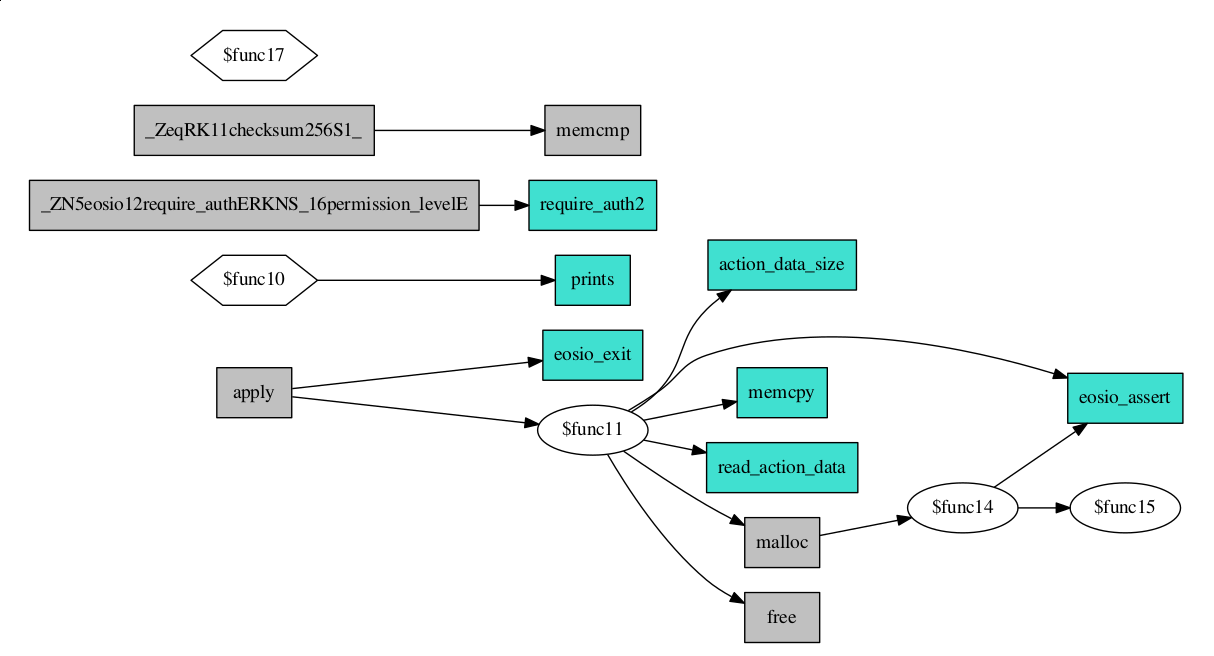 $func17
_ZeqRK11checksum256S1_
memcmp
_ZN5eosio12require_authERKNS_16permission_levelE
require_auth2
$func10
prints
action_data_size
eosio_exit
apply
memcpy
eosio_assert
$func11
read_action_data
$func14
$func15
malloc
free